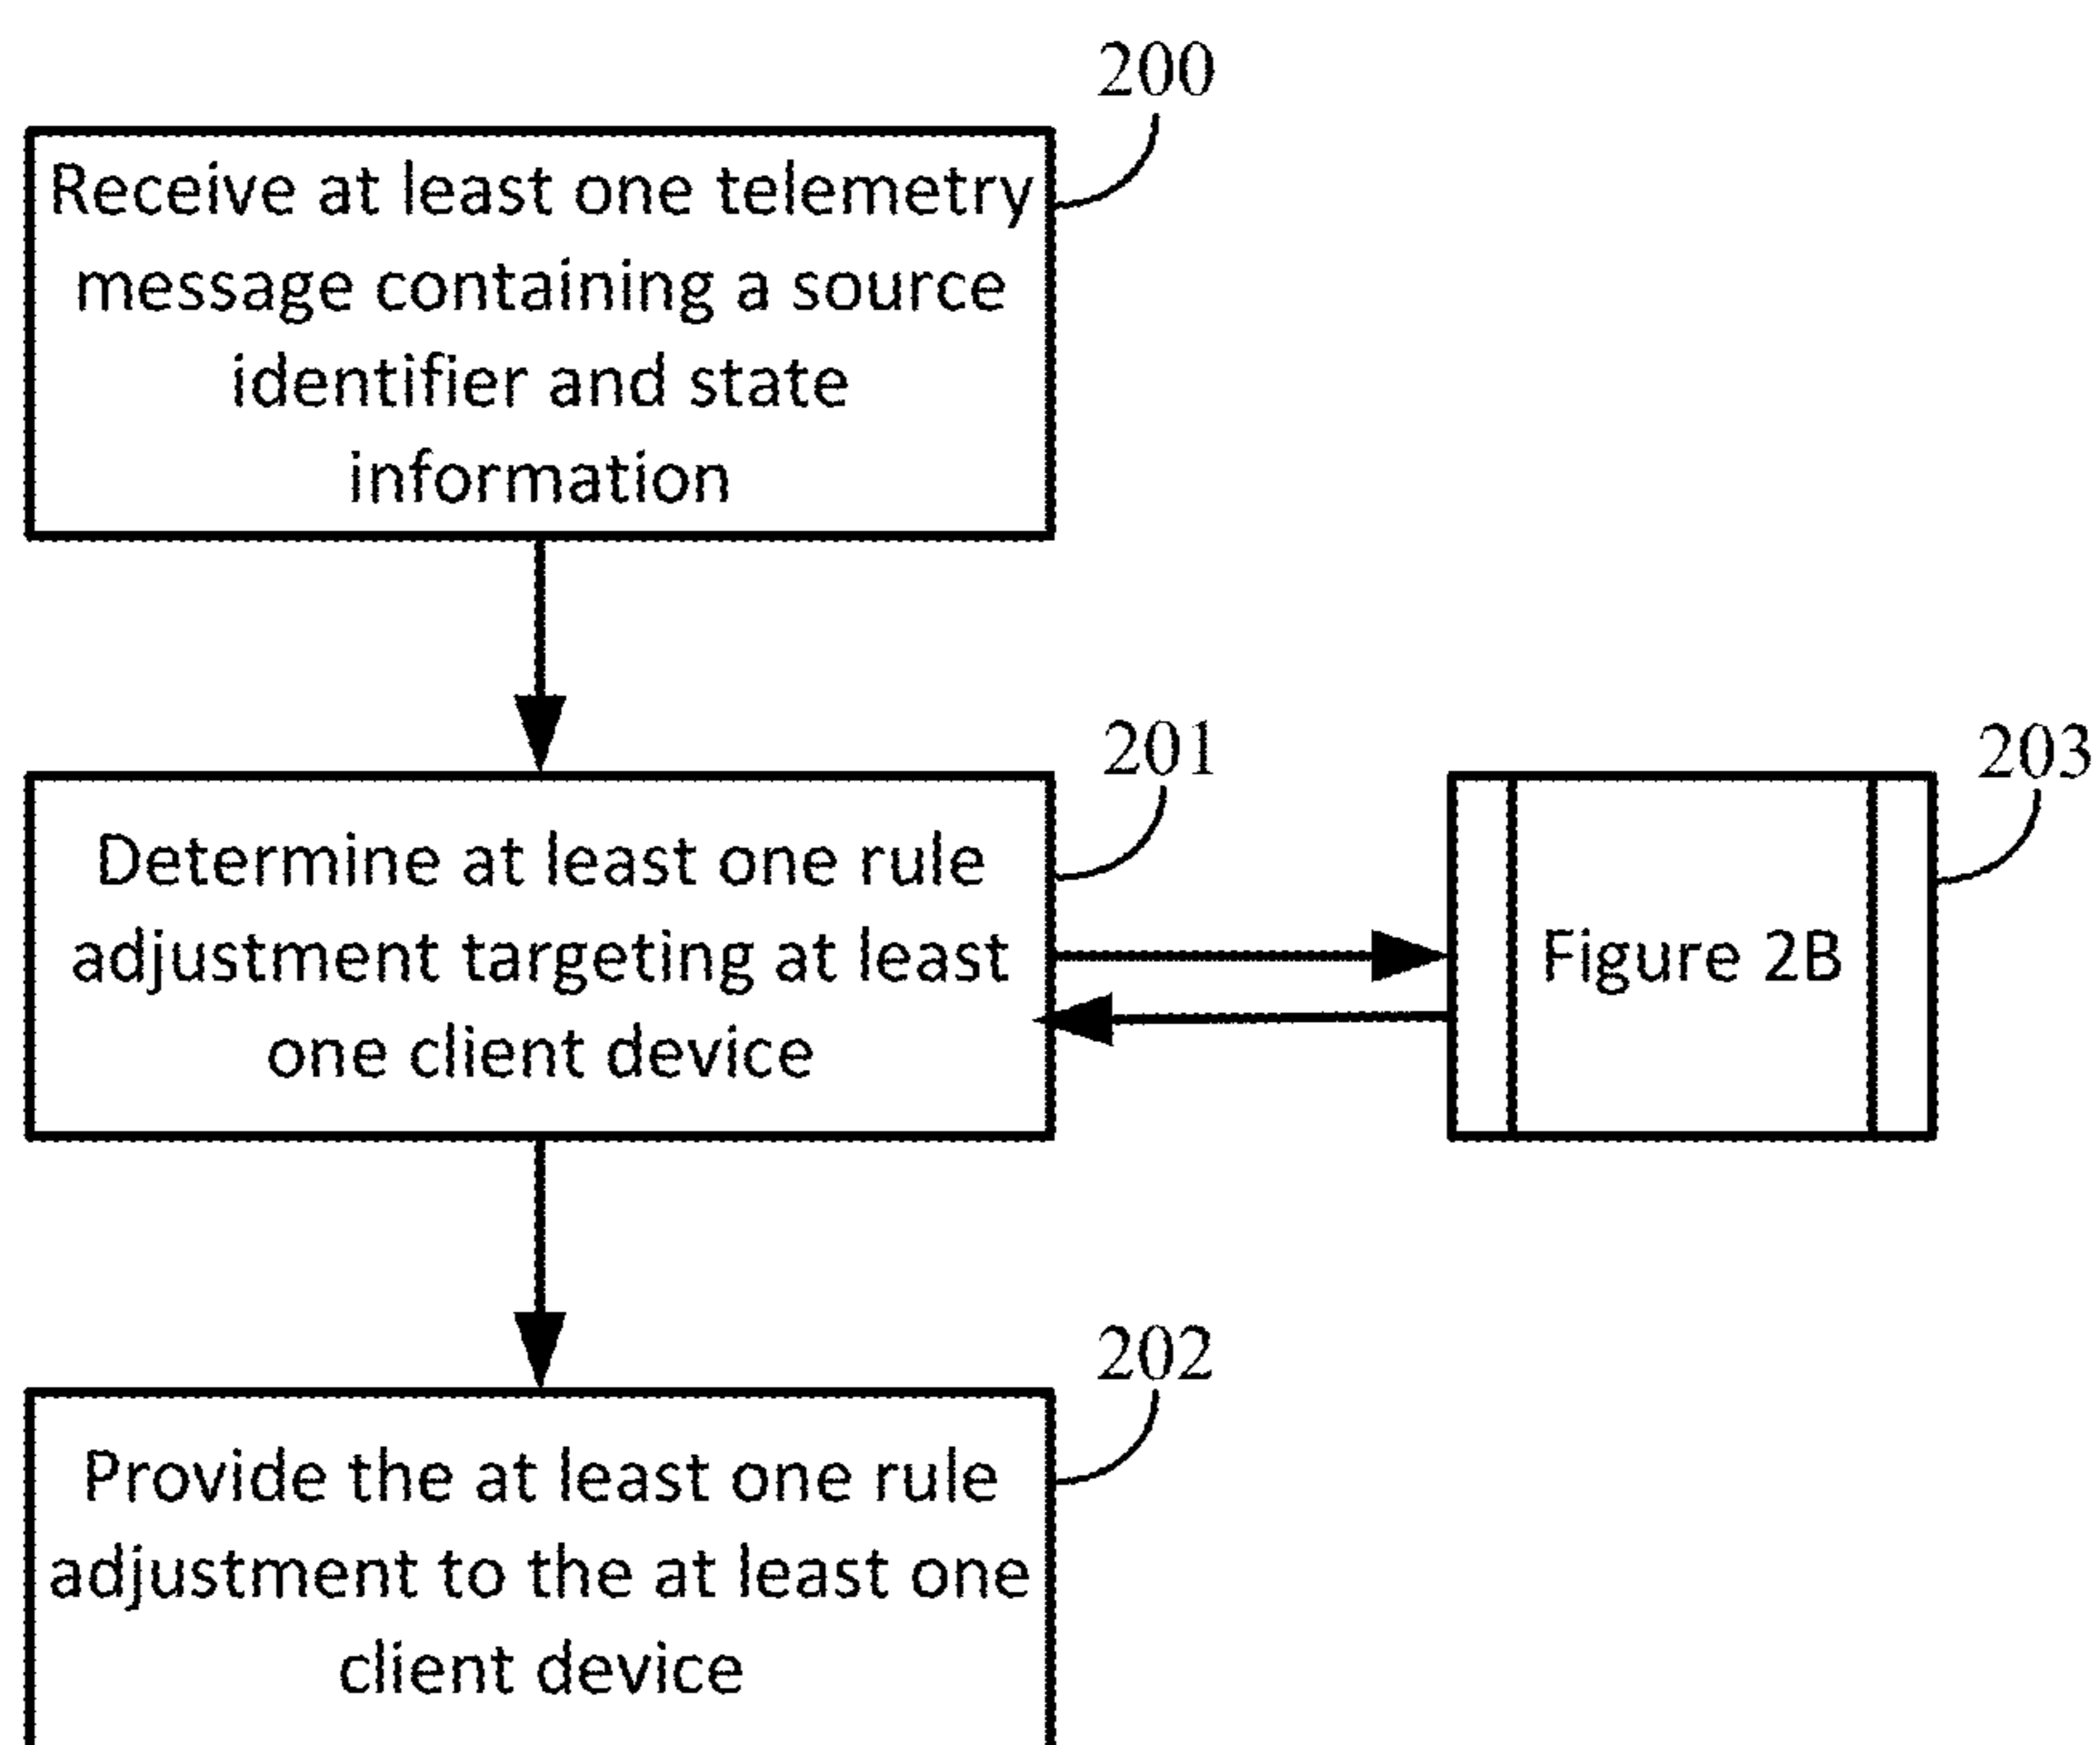 200
Receive at least one telemetry
message containing a source
identifier and state
information
201
203
Determine at least one rule
adjustment targeting at least
one client device
Figure 2B
202
Provide the at least one rule
adjustment to the at least one
client device